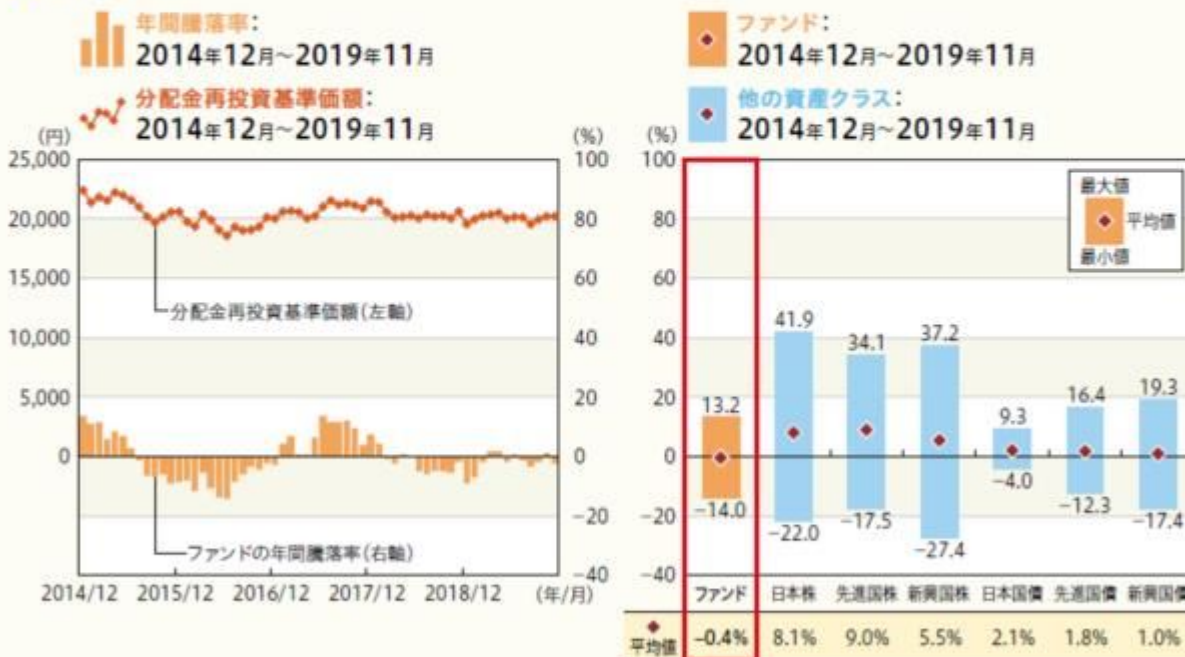 年間騰落率:
2014年12月~2019年11月
分配金再投資基準価額:
2014年12月~2019年11月
(円)
(%)
25,000
20,000
15,000
10,000
5,000
0
100
80
60
40
20
0
−20
−40
分配金再投資基準価額(左軸)
ファンドの年間騰落率(右軸)
2014/12 2015/12 2016/12 2017/12 2018/12 (年/月)
ファンド:
2014年12月~2019年11月
他の資産クラス:
2014年12月~2019年11月
(%)
100
80
60
40
20
0
−20
−40
最大値
平均値
最小値
13.2 41.9 34.1 37.2 9.3 16.4 19.3
−14.0 −22.0 −17.5 −27.4 −4.0 −12.3 −17.4
ファンド 日本株 先進国株 新興国株 日本国債 先進国債 新興国債
平均値 −0.4% 8.1% 9.0% 5.5% 2.1% 1.8% 1.0%